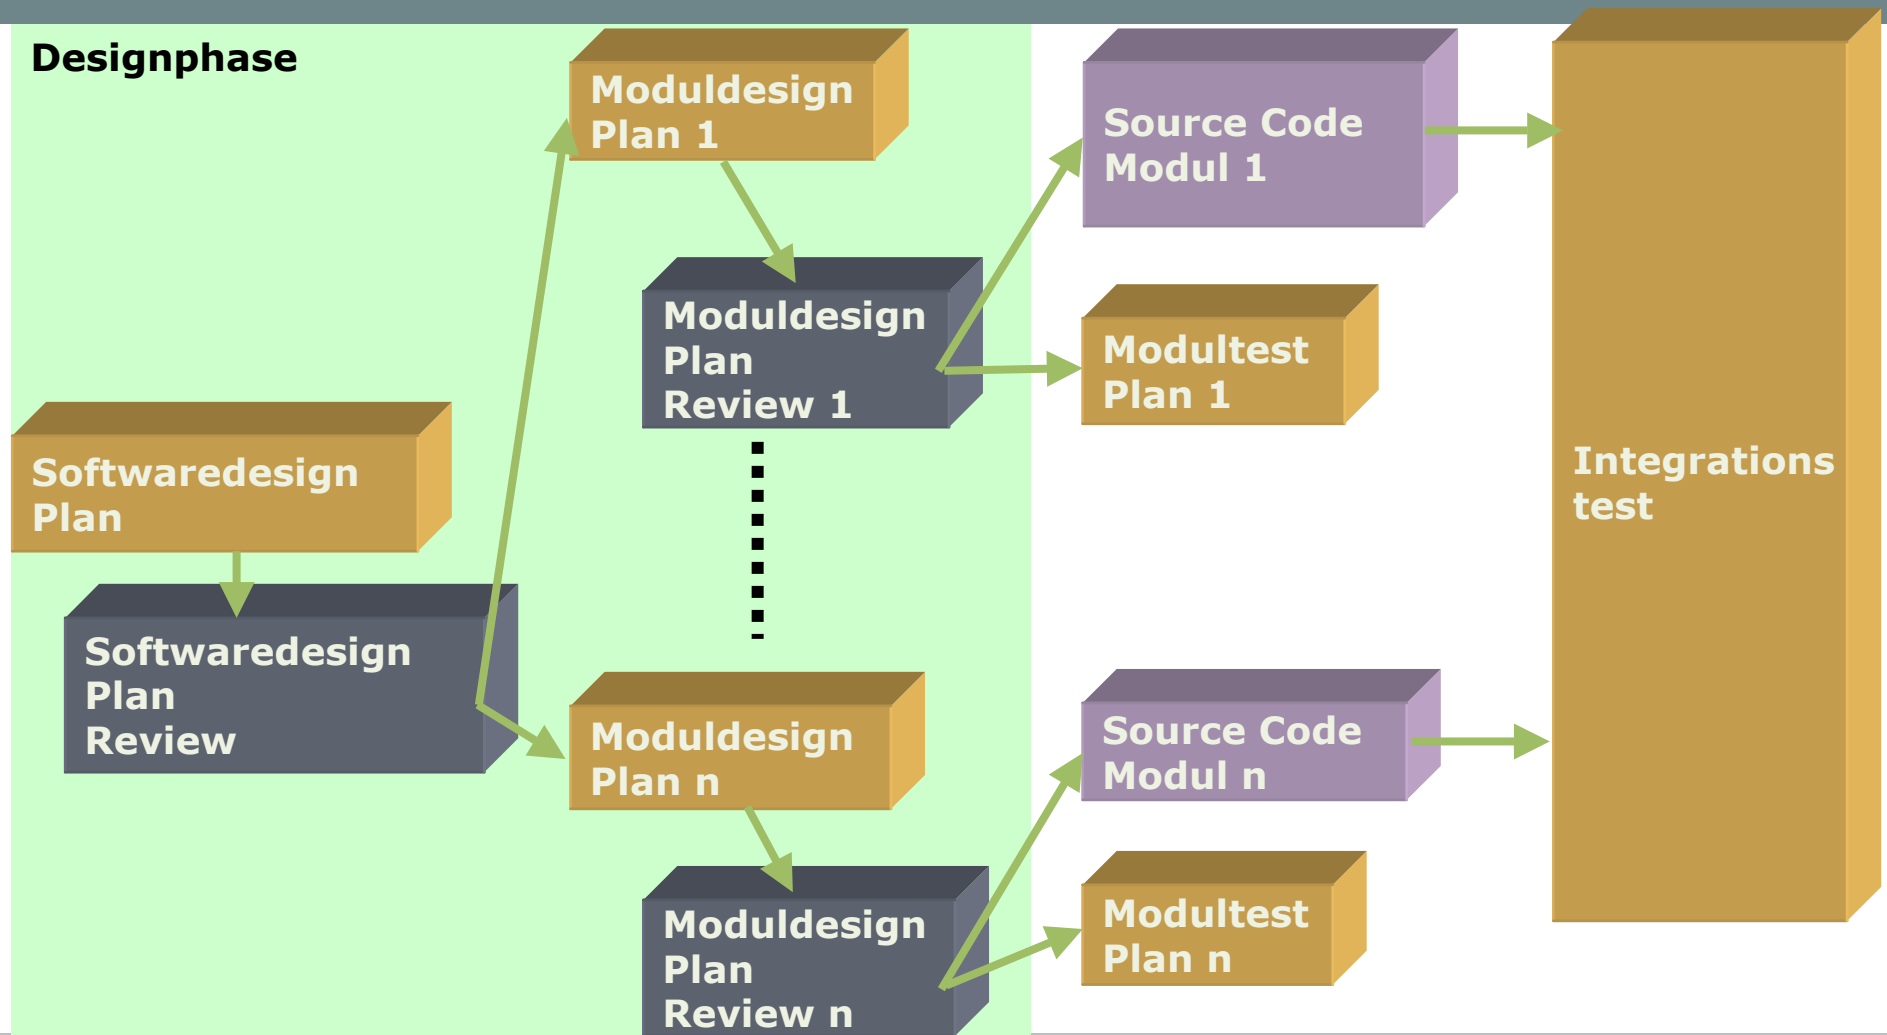 Designphase
Moduldesign
Plan 1
Source Code
Modul 1
Moduldesign
Plan
Review 1
Modultest
Plan 1
Softwaredesign
Plan
Integrations
test
Softwaredesign
Plan
Review
Moduldesign
Plan n
Source Code
Modul n
Moduldesign
Plan
Review n
Modultest
Plan n